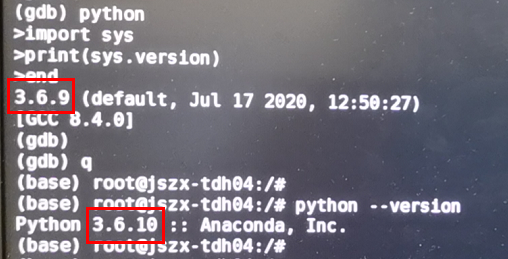 (gdb) python
>import sys
>print(sys.version)
>end
3.6.9 (default, Jul 17 2020, 12:50:27)
[GCC 8.4.0]
(gdb)
(gdb) q
(base) root@jszx-tdh04:/#
(base) root@jszx-tdh04:/# python --version
Python 3.6.10 :: Anaconda, Inc.
(base) root@jszx-tdh04:/#